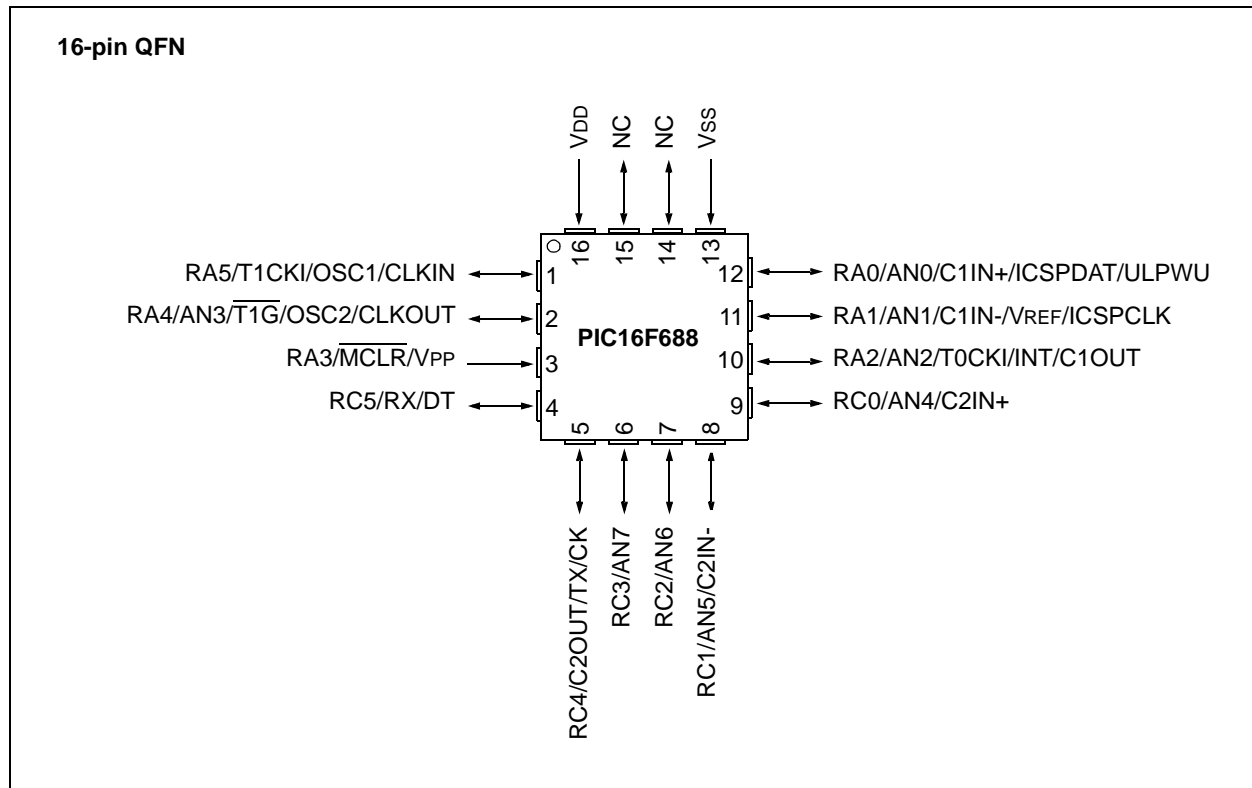 16-pin QFN
VDD
NC
NC
VSS
16
15
14
13
RA5/T1CKI/OSC1/CLKIN
1
12
RA0/AN0/C1IN+/ICSPDAT/ULPWU
RA4/AN3/T1G/OSC2/CLKOUT
2
11
RA1/AN1/C1IN-/VREF/ICSPCLK
PIC16F688
RA3/MCLR/VPP
3
10
RA2/AN2/T0CKI/INT/C1OUT
RC5/RX/DT
4
9
RC0/AN4/C2IN+
5
6
7
8
RC4/C2OUT/TX/CK
RC3/AN7
RC2/AN6
RC1/AN5/C2IN-